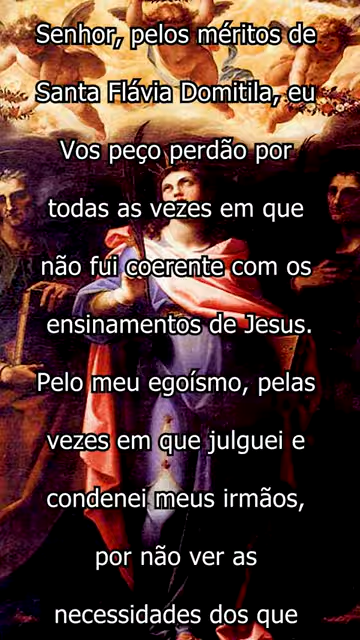 Senhor, pelos méritos de
Santa Flávia Domitila, eu
Vos peço perdão por
todas as vezes em que
não fui coerente com os
ensinamentos de Jesus.
Pelo meu egoísmo, pelas
vezes em que julguei e
condenei meus irmãos,
por não ver as
necessidades dos que